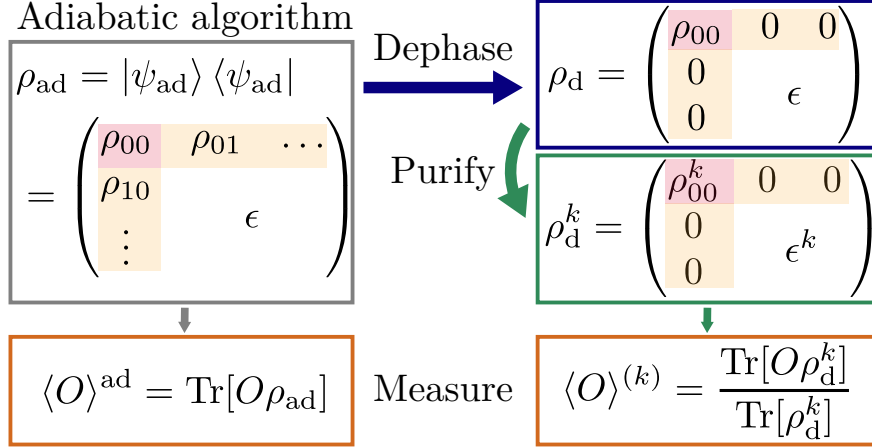 Adiabatic algorithm
ρ_ad = |ψ_ad⟩ ⟨ψ_ad|
= ( ρ_00 ρ_01 ⋯
ρ_10 ϵ
⋮ )
Dephase
ρ_d = ( ρ_00 0 0
0 ϵ
0 )
Purify
ρ_d^k = ( ρ_00^k 0 0
0 ϵ^k
0 )
⟨O⟩^ad = Tr[Oρ_ad]
Measure
⟨O⟩^(k) = Tr[Oρ_d^k]
Tr[ρ_d^k]